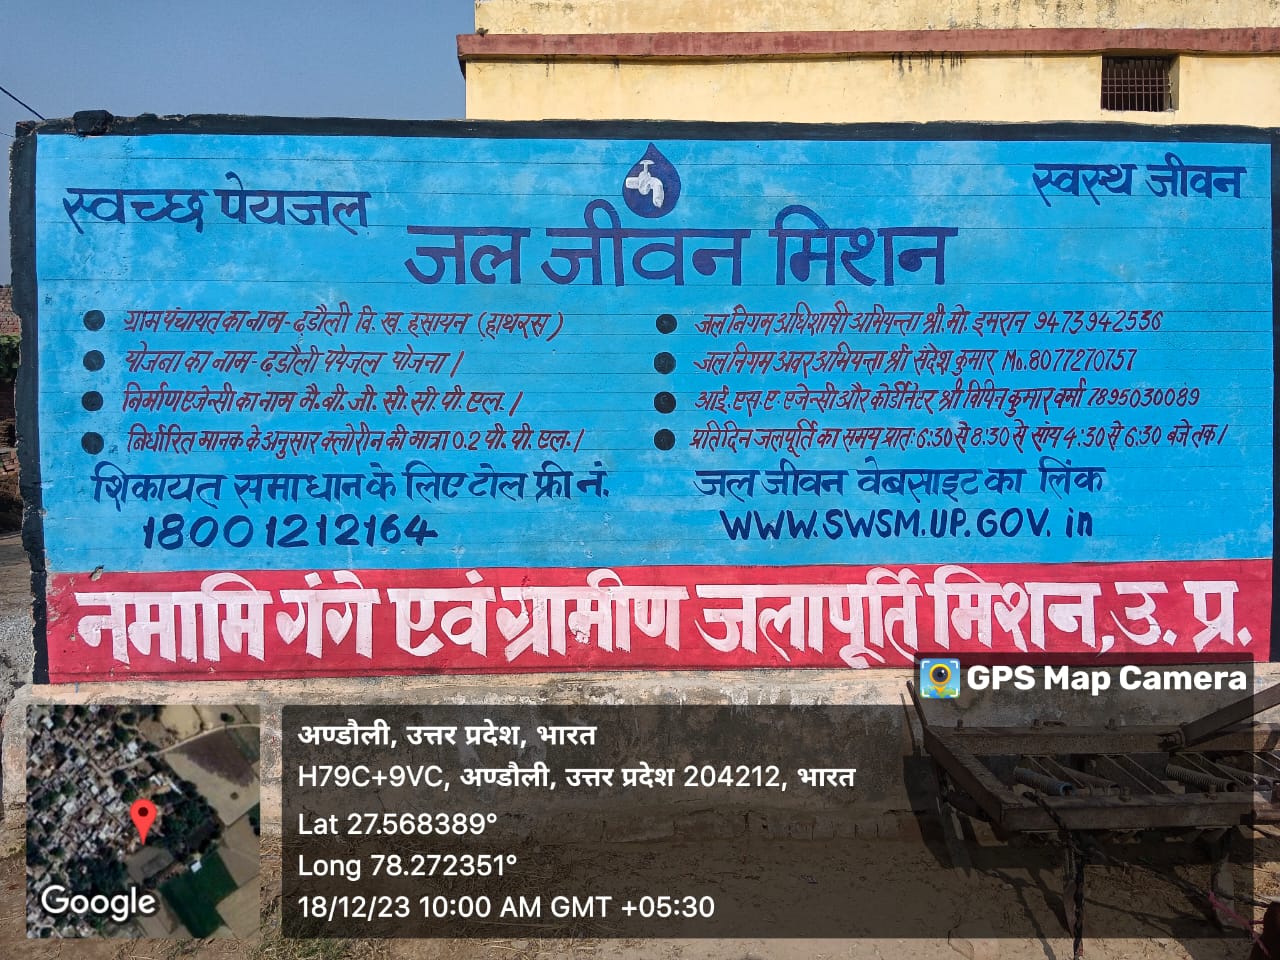 स्वच्छ पेयजल
स्वस्थ जीवन
जल जीवन मिशन
ग्राम पंचायत का नाम - ढ़डौली वि. ख. हसायन (हाथरस)
योजना का नाम - ढ़डौली पेयजल योजना।
निर्माण एजेन्सी का नाम मै. बी. जी. सी. सी. पी. एल.।
निर्धारित मानक के अनुसार क्लोरीन की मात्रा 0.2 पी. पी. एल.।
जल निगम अधिशाषी अभियन्ता श्री. मो. इमरान 9473942536
जल निगम अवर अभियन्ता श्री संदेश कुमार Mo. 8077270757
आई. एस. ए. एजेन्सी और कोर्डीनेटर श्री विपिन कुमार वर्मा 7895030089
प्रतिदिन जलपूर्ति का समय प्रातः 6:30 से 8:30 से सांय 4:30 से 6:30 बजे तक।
शिकायत समाधान के लिए टोल फ्री नं.
18001212164
जल जीवन वेबसाइट का लिंक
WWW.SWSM.UP.GOV.in
नमामि गंगे एवं ग्रामीण जलापूर्ति मिशन, उ. प्र.
GPS Map Camera
अण्डौली, उत्तर प्रदेश, भारत
H79C+9VC, अण्डौली, उत्तर प्रदेश 204212, भारत
Lat 27.568389°
Long 78.272351°
18/12/23 10:00 AM GMT +05:30
Google